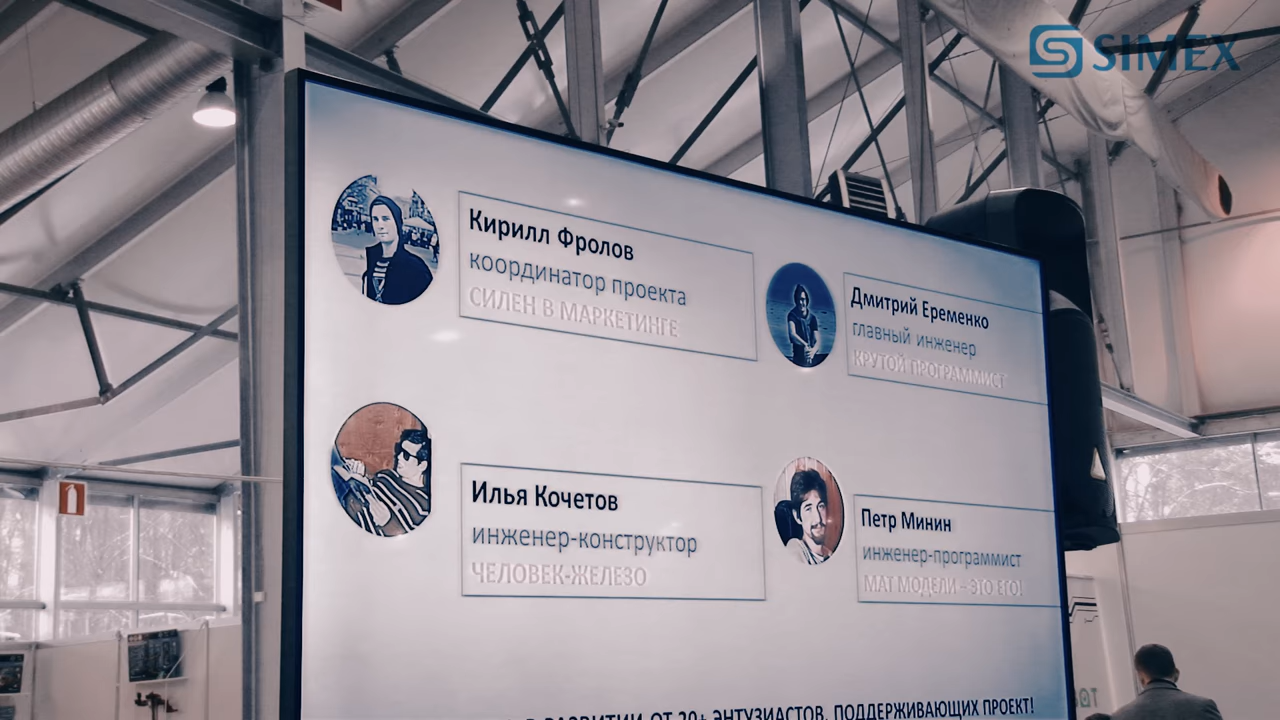 SIMEX
Кирилл Фролов
координатор проекта
СИЛЕН В МАРКЕТИНГЕ
Дмитрий Еременко
главный инженер
КРУТОЙ ПРОГРАММИСТ
Илья Кочетов
инженер-конструктор
ЧЕЛОВЕК-ЖЕЛЕЗО
Петр Минин
инженер-программист
МАТ МОДЕЛИ - ЭТО ЕГО!
РАЗВИТИИ ОТ 20+ ЭНТУЗИАСТОВ, ПОДДЕРЖИВАЮЩИХ ПРОЕКТ!